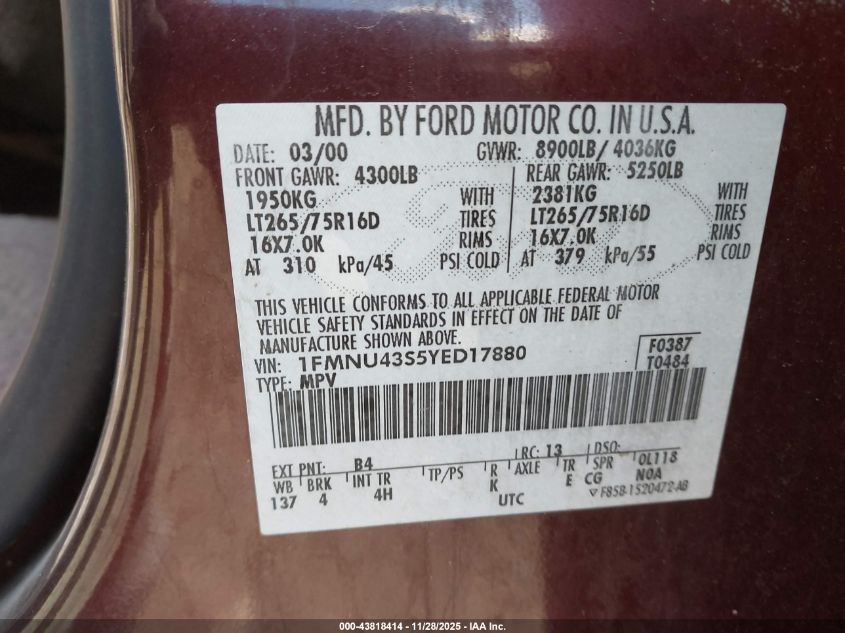 MFD. BY FORD MOTOR CO. IN U.S.A.
DATE: 03/00 GVWR: 8900LB/ 4036KG
FRONT GAWR: 4300LB REAR GAWR: 5250LB
1950KG WITH 2381KG WITH
LT265/75R16D TIRES LT265/75R16D TIRES
16X7.0K RIMS 16X7.0K RIMS
AT 310 kPa/45 PSI COLD AT 379 kPa/55 PSI COLD
THIS VEHICLE CONFORMS TO ALL APPLICABLE FEDERAL MOTOR
VEHICLE SAFETY STANDARDS IN EFFECT ON THE DATE OF
MANUFACTURE SHOWN ABOVE.
VIN: 1FMNU43S5YED17880 F0387
TYPE: MPV T0484
EXT PNT: B4 RC: 13 DSO:
WB BRK INT TR TP/PS R AXLE TR SPR OL118
137 4 4H K UTC E CG N0A
F85B-1520472-AB
000-43818414 | 11/28/2025 - IAA Inc.